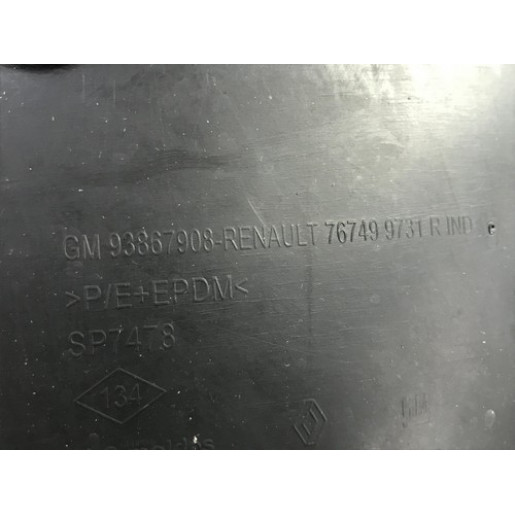 GM 93867908-RENAULT 76749 9731 R IND
>P/E+EPDM<
SP7478
134